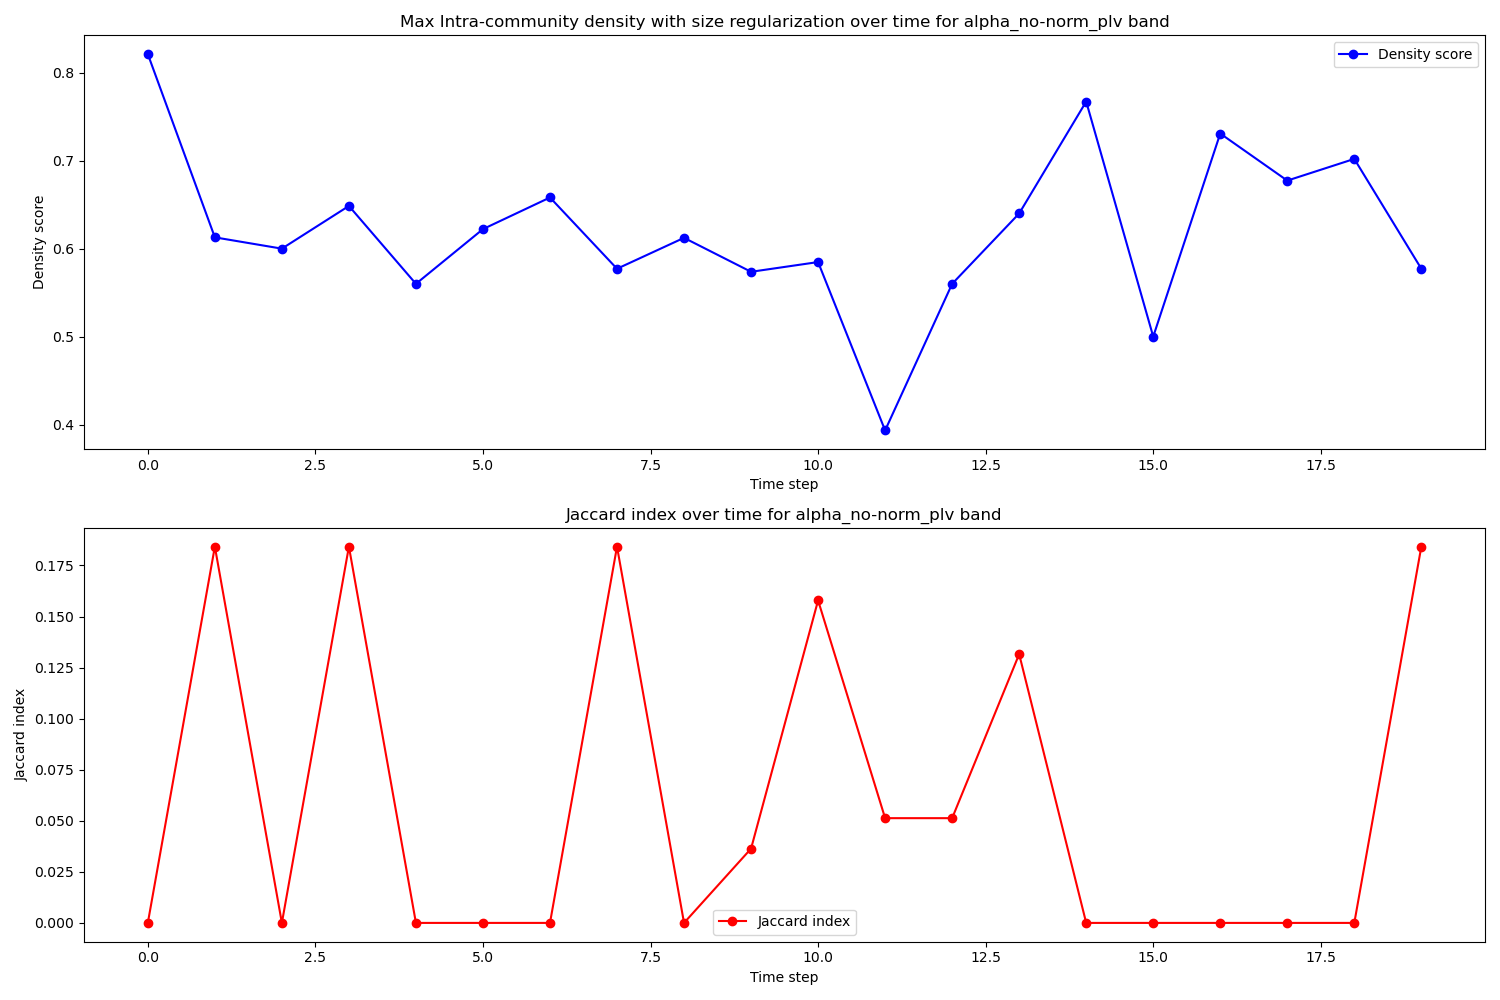 Max Intra-community density with size regularization over time for alpha_no-norm_plv band
Density score
0.8
0.7
0.6
0.5
0.4
Density score
0.0 2.5 5.0 7.5 10.0 12.5 15.0 17.5
Time step
Jaccard index over time for alpha_no-norm_plv band
0.175
0.150
0.125
0.100
0.075
0.050
0.025
0.000
Jaccard index
Jaccard index
0.0 2.5 5.0 7.5 10.0 12.5 15.0 17.5
Time step